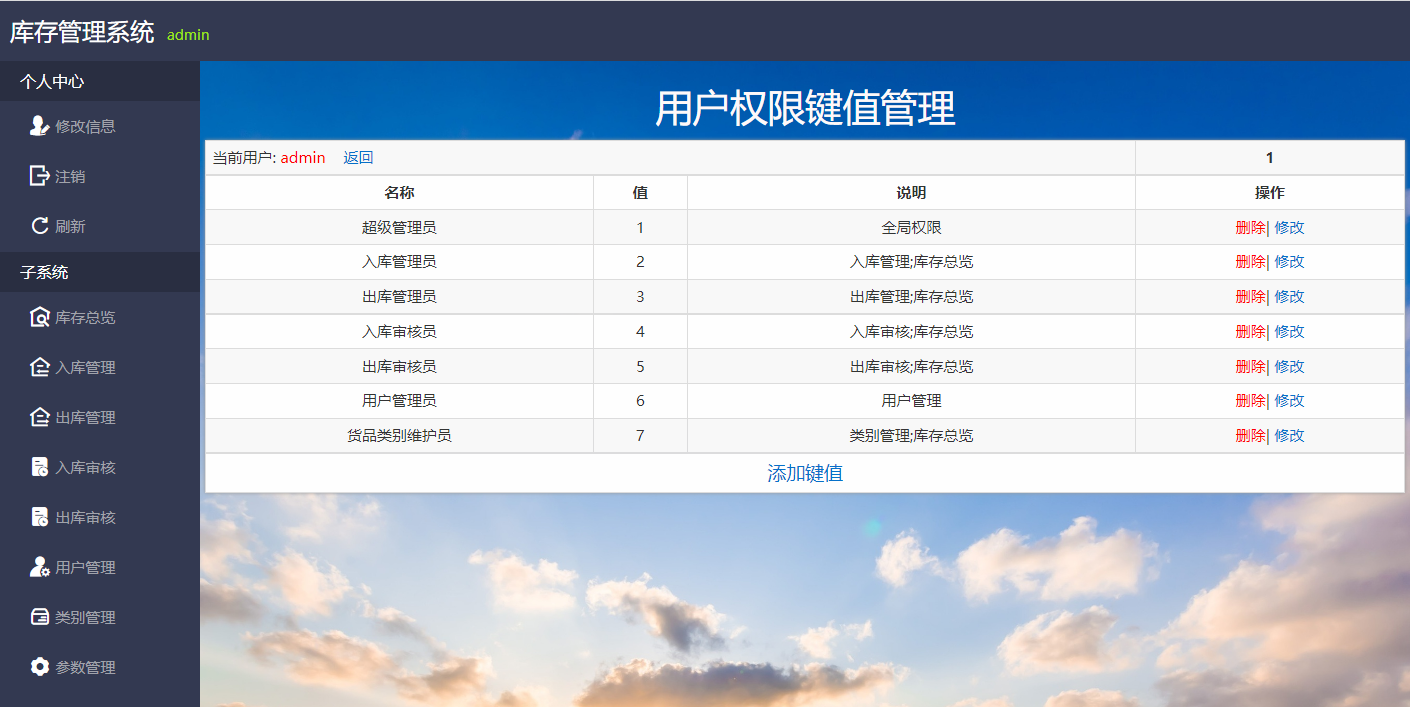 库存管理系统 admin
个人中心
修改信息
注销
刷新
子系统
库存总览
入库管理
出库管理
入库审核
出库审核
用户管理
类别管理
参数管理
用户权限键值管理
当前用户: admin 返回 1
名称 值 说明 操作
超级管理员 1 全局权限 删除| 修改
入库管理员 2 入库管理;库存总览 删除| 修改
出库管理员 3 出库管理;库存总览 删除| 修改
入库审核员 4 入库审核;库存总览 删除| 修改
出库审核员 5 出库审核;库存总览 删除| 修改
用户管理员 6 用户管理 删除| 修改
货品类别维护员 7 类别管理;库存总览 删除| 修改
添加键值